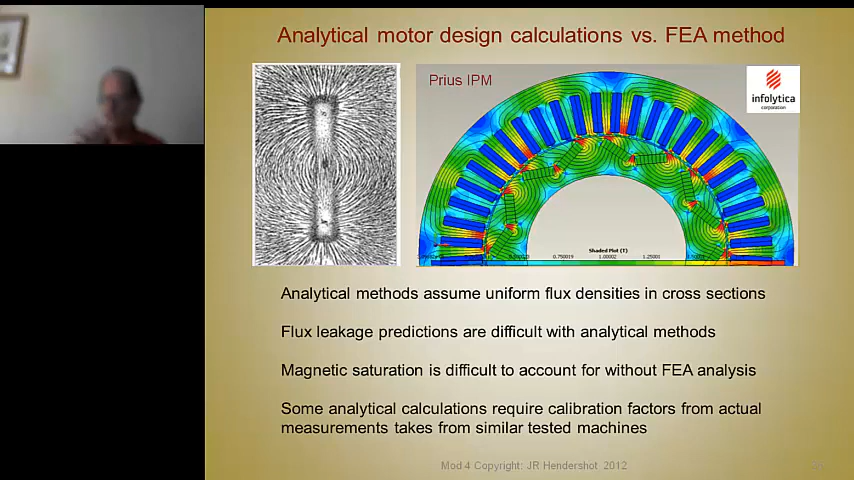 Analytical motor design calculations vs. FEA method
Prius IPM
infolytica
corporation
Shaded Plot (T)
0.750019 1.00002 1.25001
Analytical methods assume uniform flux densities in cross sections
Flux leakage predictions are difficult with analytical methods
Magnetic saturation is difficult to account for without FEA analysis
Some analytical calculations require calibration factors from actual
measurements takes from similar tested machines
Mod 4 Copyright: JR Hendershot 2012